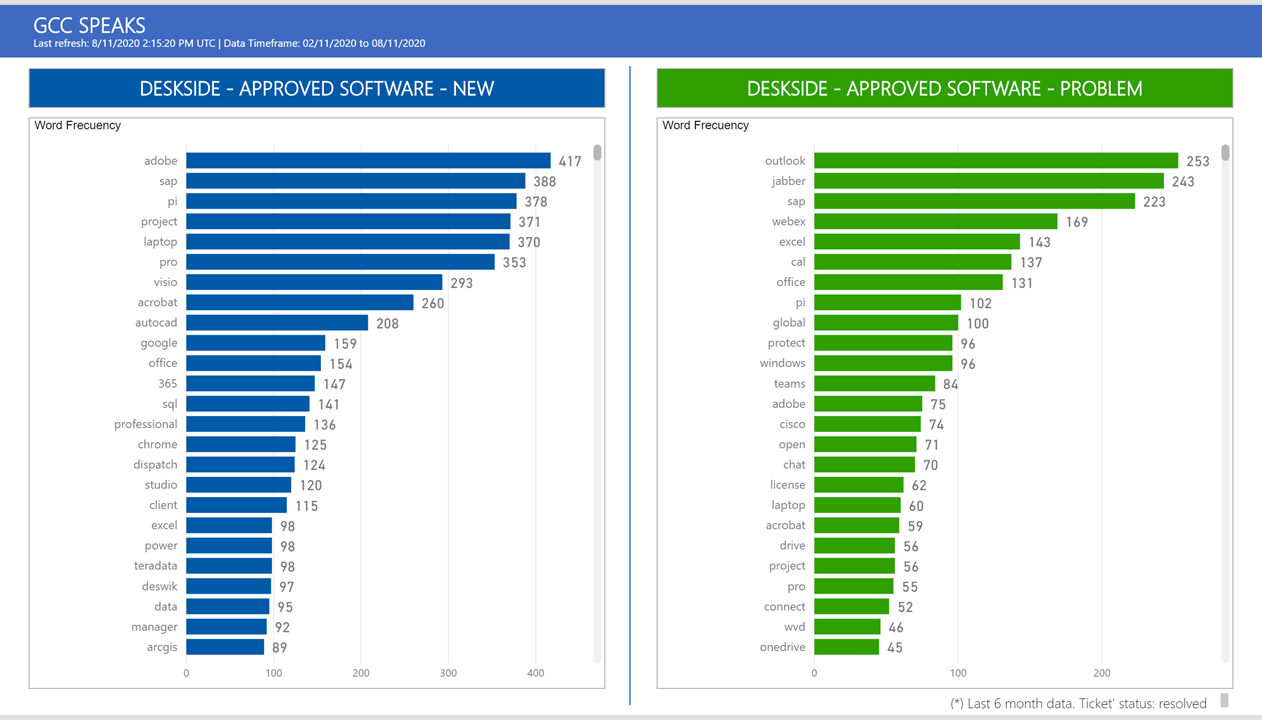 GCC SPEAKS
Last refresh: 8/11/2020 2:15:20 PM UTC | Data Timeframe: 02/11/2020 to 08/11/2020
DESKSIDE - APPROVED SOFTWARE - NEW
Word Frecuency
adobe 417
sap 388
pi 378
project 371
laptop 370
pro 353
visio 293
acrobat 260
autocad 208
google 159
office 154
365 147
sql 141
professional 136
chrome 125
dispatch 124
studio 120
client 115
excel 98
power 98
teradata 98
deswik 97
data 95
manager 92
arcgis 89
0 100 200 300 400
DESKSIDE - APPROVED SOFTWARE - PROBLEM
Word Frecuency
outlook 253
jabber 243
sap 223
webex 169
excel 143
cal 137
office 131
pi 102
global 100
protect 96
windows 96
teams 84
adobe 75
cisco 74
open 71
chat 70
license 62
laptop 60
acrobat 59
drive 56
project 56
pro 55
connect 52
wvd 46
onedrive 45
0 100 200
(*) Last 6 month data. Ticket' status: resolved